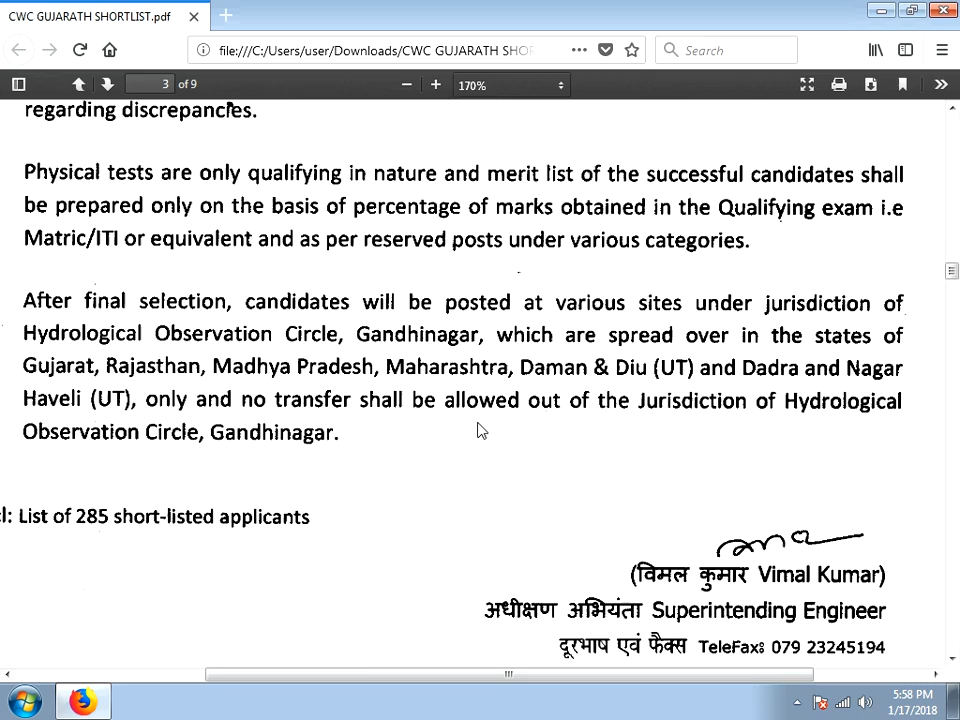 CWC GUJARATH SHORTLIST.pdf
file:///C:/Users/user/Downloads/CWC GUJARATH SHOR
Search
3 of 9
170%
regarding discrepancies.
Physical tests are only qualifying in nature and merit list of the successful candidates shall
be prepared only on the basis of percentage of marks obtained in the Qualifying exam i.e
Matric/ITI or equivalent and as per reserved posts under various categories.
After final selection, candidates will be posted at various sites under jurisdiction of
Hydrological Observation Circle, Gandhinagar, which are spread over in the states of
Gujarat, Rajasthan, Madhya Pradesh, Maharashtra, Daman & Diu (UT) and Dadra and Nagar
Haveli (UT), only and no transfer shall be allowed out of the Jurisdiction of Hydrological
Observation Circle, Gandhinagar.
l: List of 285 short-listed applicants
(विमल कुमार Vimal Kumar)
अधीक्षण अभियंता Superintending Engineer
दूरभाष एवं फैक्स TeleFax: 079 23245194
5:58 PM
1/17/2018